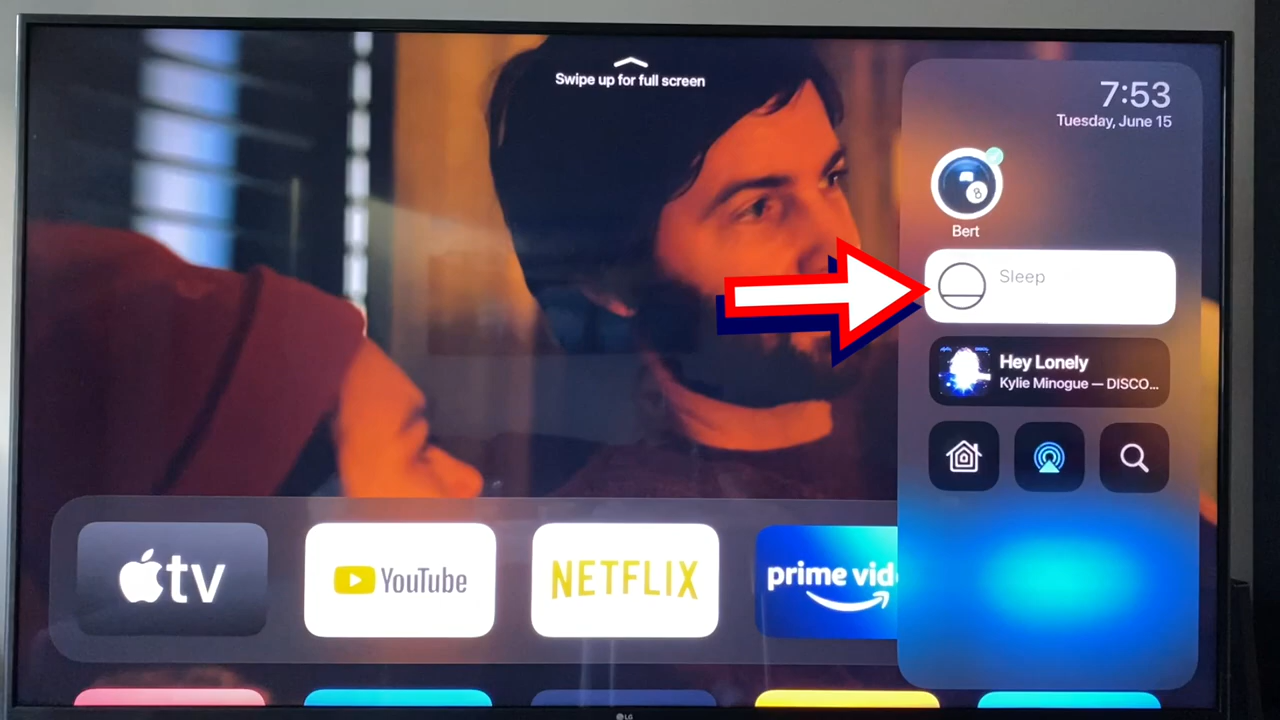 Swipe up for full screen
7:53
Tuesday, June 15
8
Bert
Sleep
Hey Lonely
Kylie Minogue — DISCO...
tv
YouTube
NETFLIX
prime vid
LG